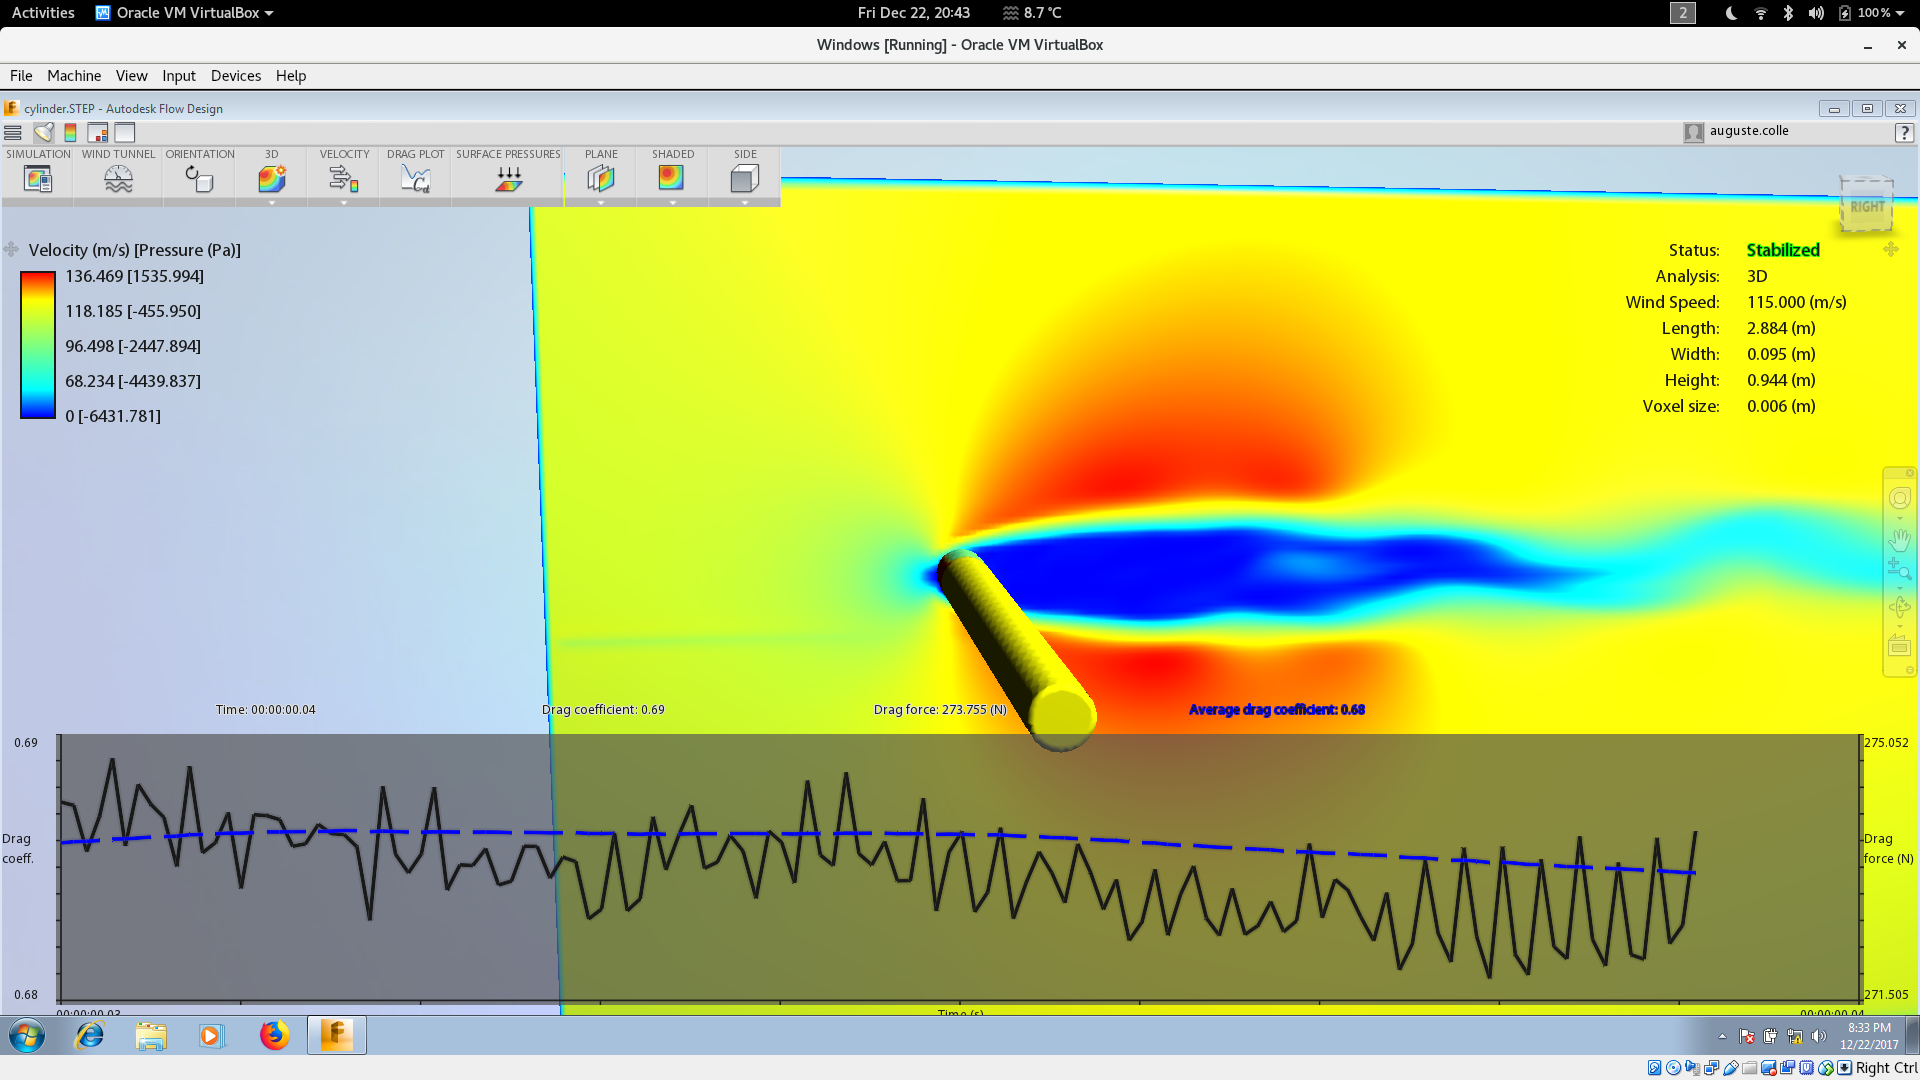 Activities Oracle VM VirtualBox Fri Dec 22, 20:43 8.7 °C 2 100%
Windows [Running] - Oracle VM VirtualBox
File Machine View Input Devices Help
cylinder.STEP - Autodesk Flow Design
auguste.colle ?
SIMULATION WIND TUNNEL ORIENTATION 3D VELOCITY DRAG PLOT SURFACE PRESSURES PLANE SHADED SIDE
Cd
RIGHT
Velocity (m/s) [Pressure (Pa)]
136.469 [1535.994]
118.185 [-455.950]
96.498 [-2447.894]
68.234 [-4439.837]
0 [-6431.781]
Status: Stabilized
Analysis: 3D
Wind Speed: 115.000 (m/s)
Length: 2.884 (m)
Width: 0.095 (m)
Height: 0.944 (m)
Voxel size: 0.006 (m)
Time: 00:00:00.04 Drag coefficient: 0.69 Drag force: 273.755 (N) Average drag coefficient: 0.68
0.69 275.052
Drag coeff. Drag force (N)
0.68 271.505
00:00:00.03 Time (s) 00:00:00.04
8:33 PM
12/22/2017
Right Ctrl